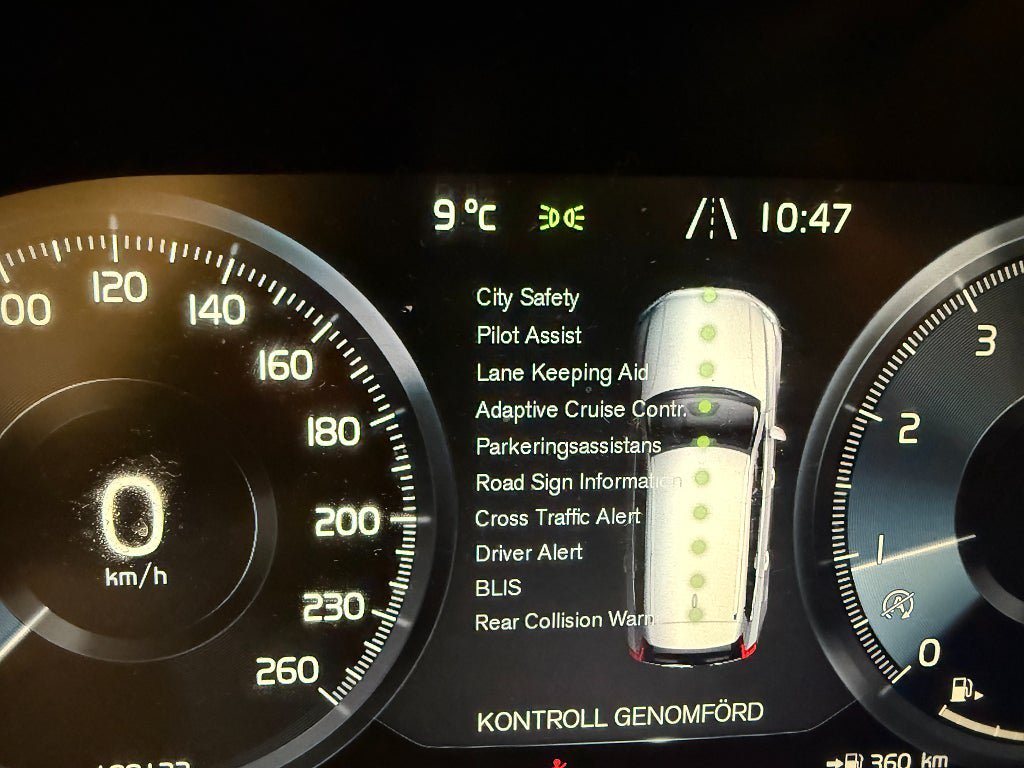 9 °C
10:47
City Safety
Pilot Assist
Lane Keeping Aid
Adaptive Cruise Contr.
Parkeringsassistans
Road Sign Information
Cross Traffic Alert
Driver Alert
BLIS
Rear Collision Warn
KONTROLL GENOMFÖRD
120
140
160
180
200
230
260
0
km/h
3
2
1
0
A
360 km